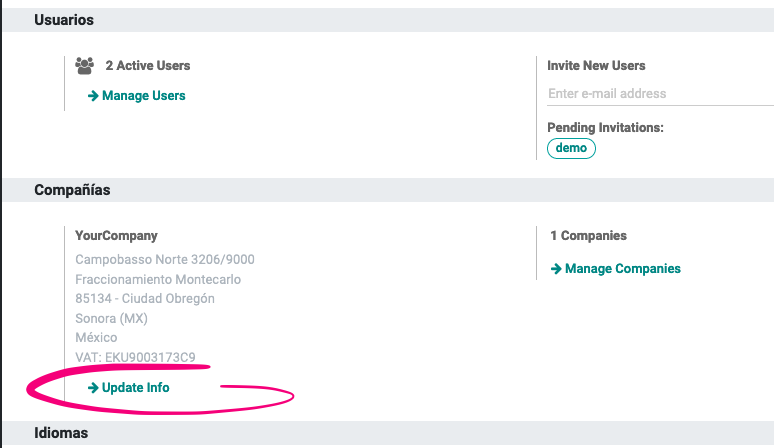 Usuarios
2 Active Users
Manage Users
Invite New Users
Enter e-mail address
Pending Invitations:
demo
Compañías
YourCompany
Campobasso Norte 3206/9000
Fraccionamiento Montecarlo
85134 - Ciudad Obregón
Sonora (MX)
México
VAT: EKU9003173C9
Update Info
1 Companies
Manage Companies
Idiomas